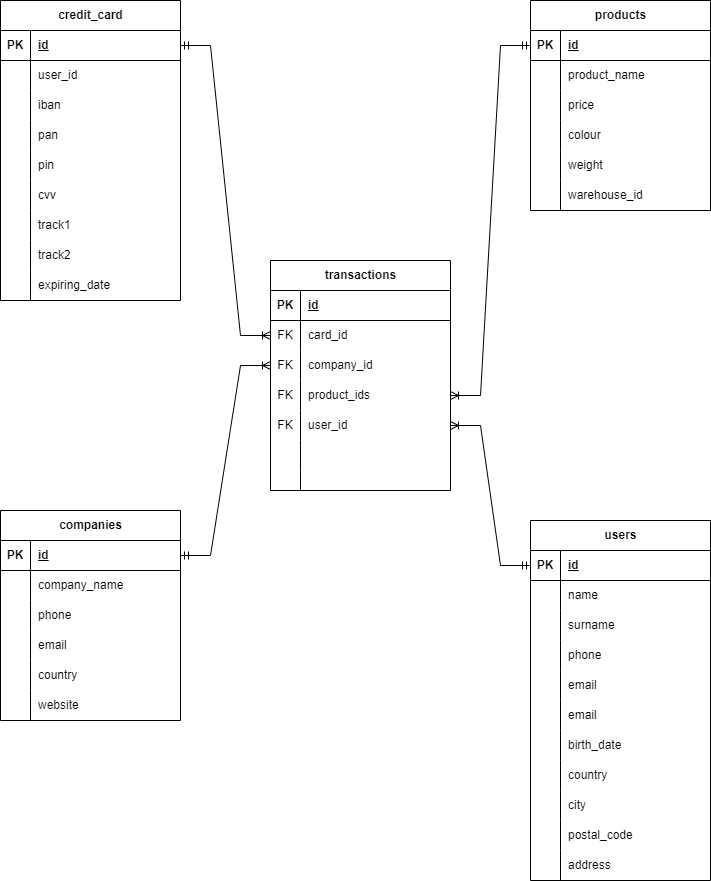 credit_card
PK id
user_id
iban
pan
pin
cvv
track1
track2
expiring_date
products
PK id
product_name
price
colour
weight
warehouse_id
transactions
PK id
FK card_id
FK company_id
FK product_ids
FK user_id
companies
PK id
company_name
phone
email
country
website
users
PK id
name
surname
phone
email
email
birth_date
country
city
postal_code
address